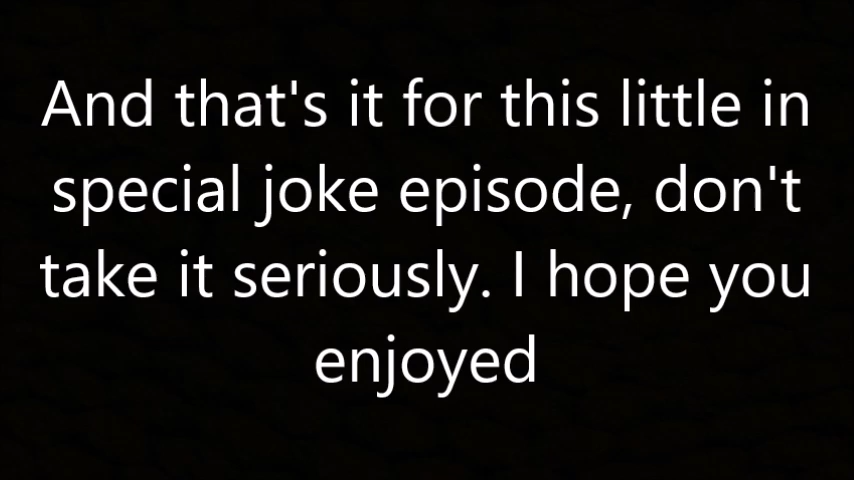 And that's it for this little in
special joke episode, don't
take it seriously. I hope you
enjoyed